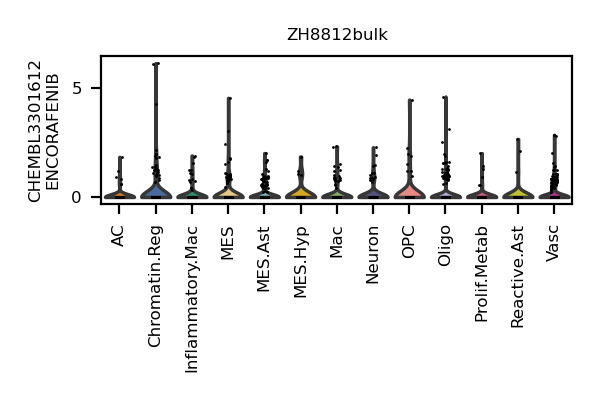 ZH8812bulk
CHEMBL3301612
ENCORAFENIB
5
0
AC
Chromatin.Reg
Inflammatory.Mac
MES
MES.Ast
MES.Hyp
Mac
Neuron
OPC
Oligo
Prolif.Metab
Reactive.Ast
Vasc